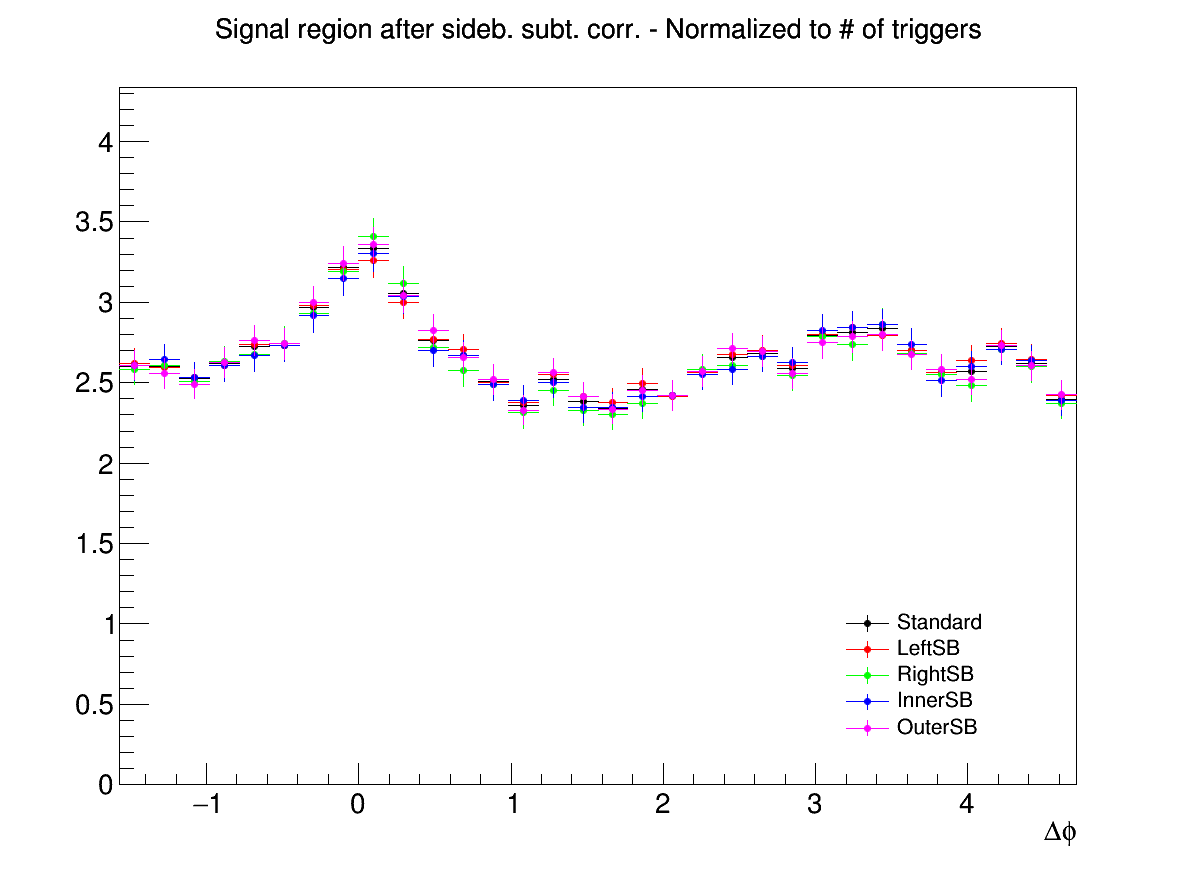 Signal region after sideb. subt. corr. - Normalized to # of triggers
4
3.5
3
2.5
2
1.5
1
0.5
0
−1
0
1
2
3
4
Δϕ
Standard
LeftSB
RightSB
InnerSB
OuterSB